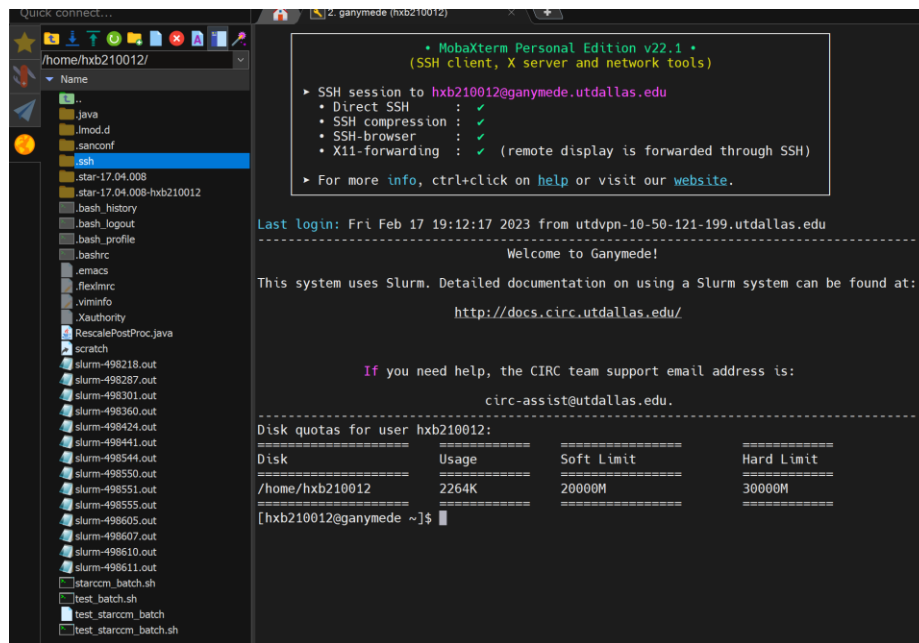 Quick connect...
2. ganymede (hxb210012)
/home/hxb210012/
Name
..
.java
.lmod.d
.sanconf
.ssh
.star-17.04.008
.star-17.04.008-hxb210012
.bash_history
.bash_logout
.bash_profile
.bashrc
.emacs
.flexlmrc
.viminfo
.Xauthority
RescalePostProc.java
scratch
slurm-498218.out
slurm-498287.out
slurm-498301.out
slurm-498360.out
slurm-498424.out
slurm-498441.out
slurm-498544.out
slurm-498550.out
slurm-498551.out
slurm-498555.out
slurm-498605.out
slurm-498607.out
slurm-498610.out
slurm-498611.out
starccm_batch.sh
test_batch.sh
test_starccm_batch
test_starccm_batch.sh
• MobaXterm Personal Edition v22.1 •
(SSH client, X server and network tools)
➤ SSH session to hxb210012@ganymede.utdallas.edu
• Direct SSH : ✔
• SSH compression : ✔
• SSH-browser : ✔
• X11-forwarding : ✔ (remote display is forwarded through SSH)
➤ For more info, ctrl+click on help or visit our website.
Last login: Fri Feb 17 19:12:17 2023 from utdvpn-10-50-121-199.utdallas.edu
Welcome to Ganymede!
This system uses Slurm. Detailed documentation on using a Slurm system can be found at:
http://docs.circ.utdallas.edu/
If you need help, the CIRC team support email address is:
circ-assist@utdallas.edu.
Disk quotas for user hxb210012:
Disk Usage Soft Limit Hard Limit
/home/hxb210012 2264K 20000M 30000M
[hxb210012@ganymede ~]$